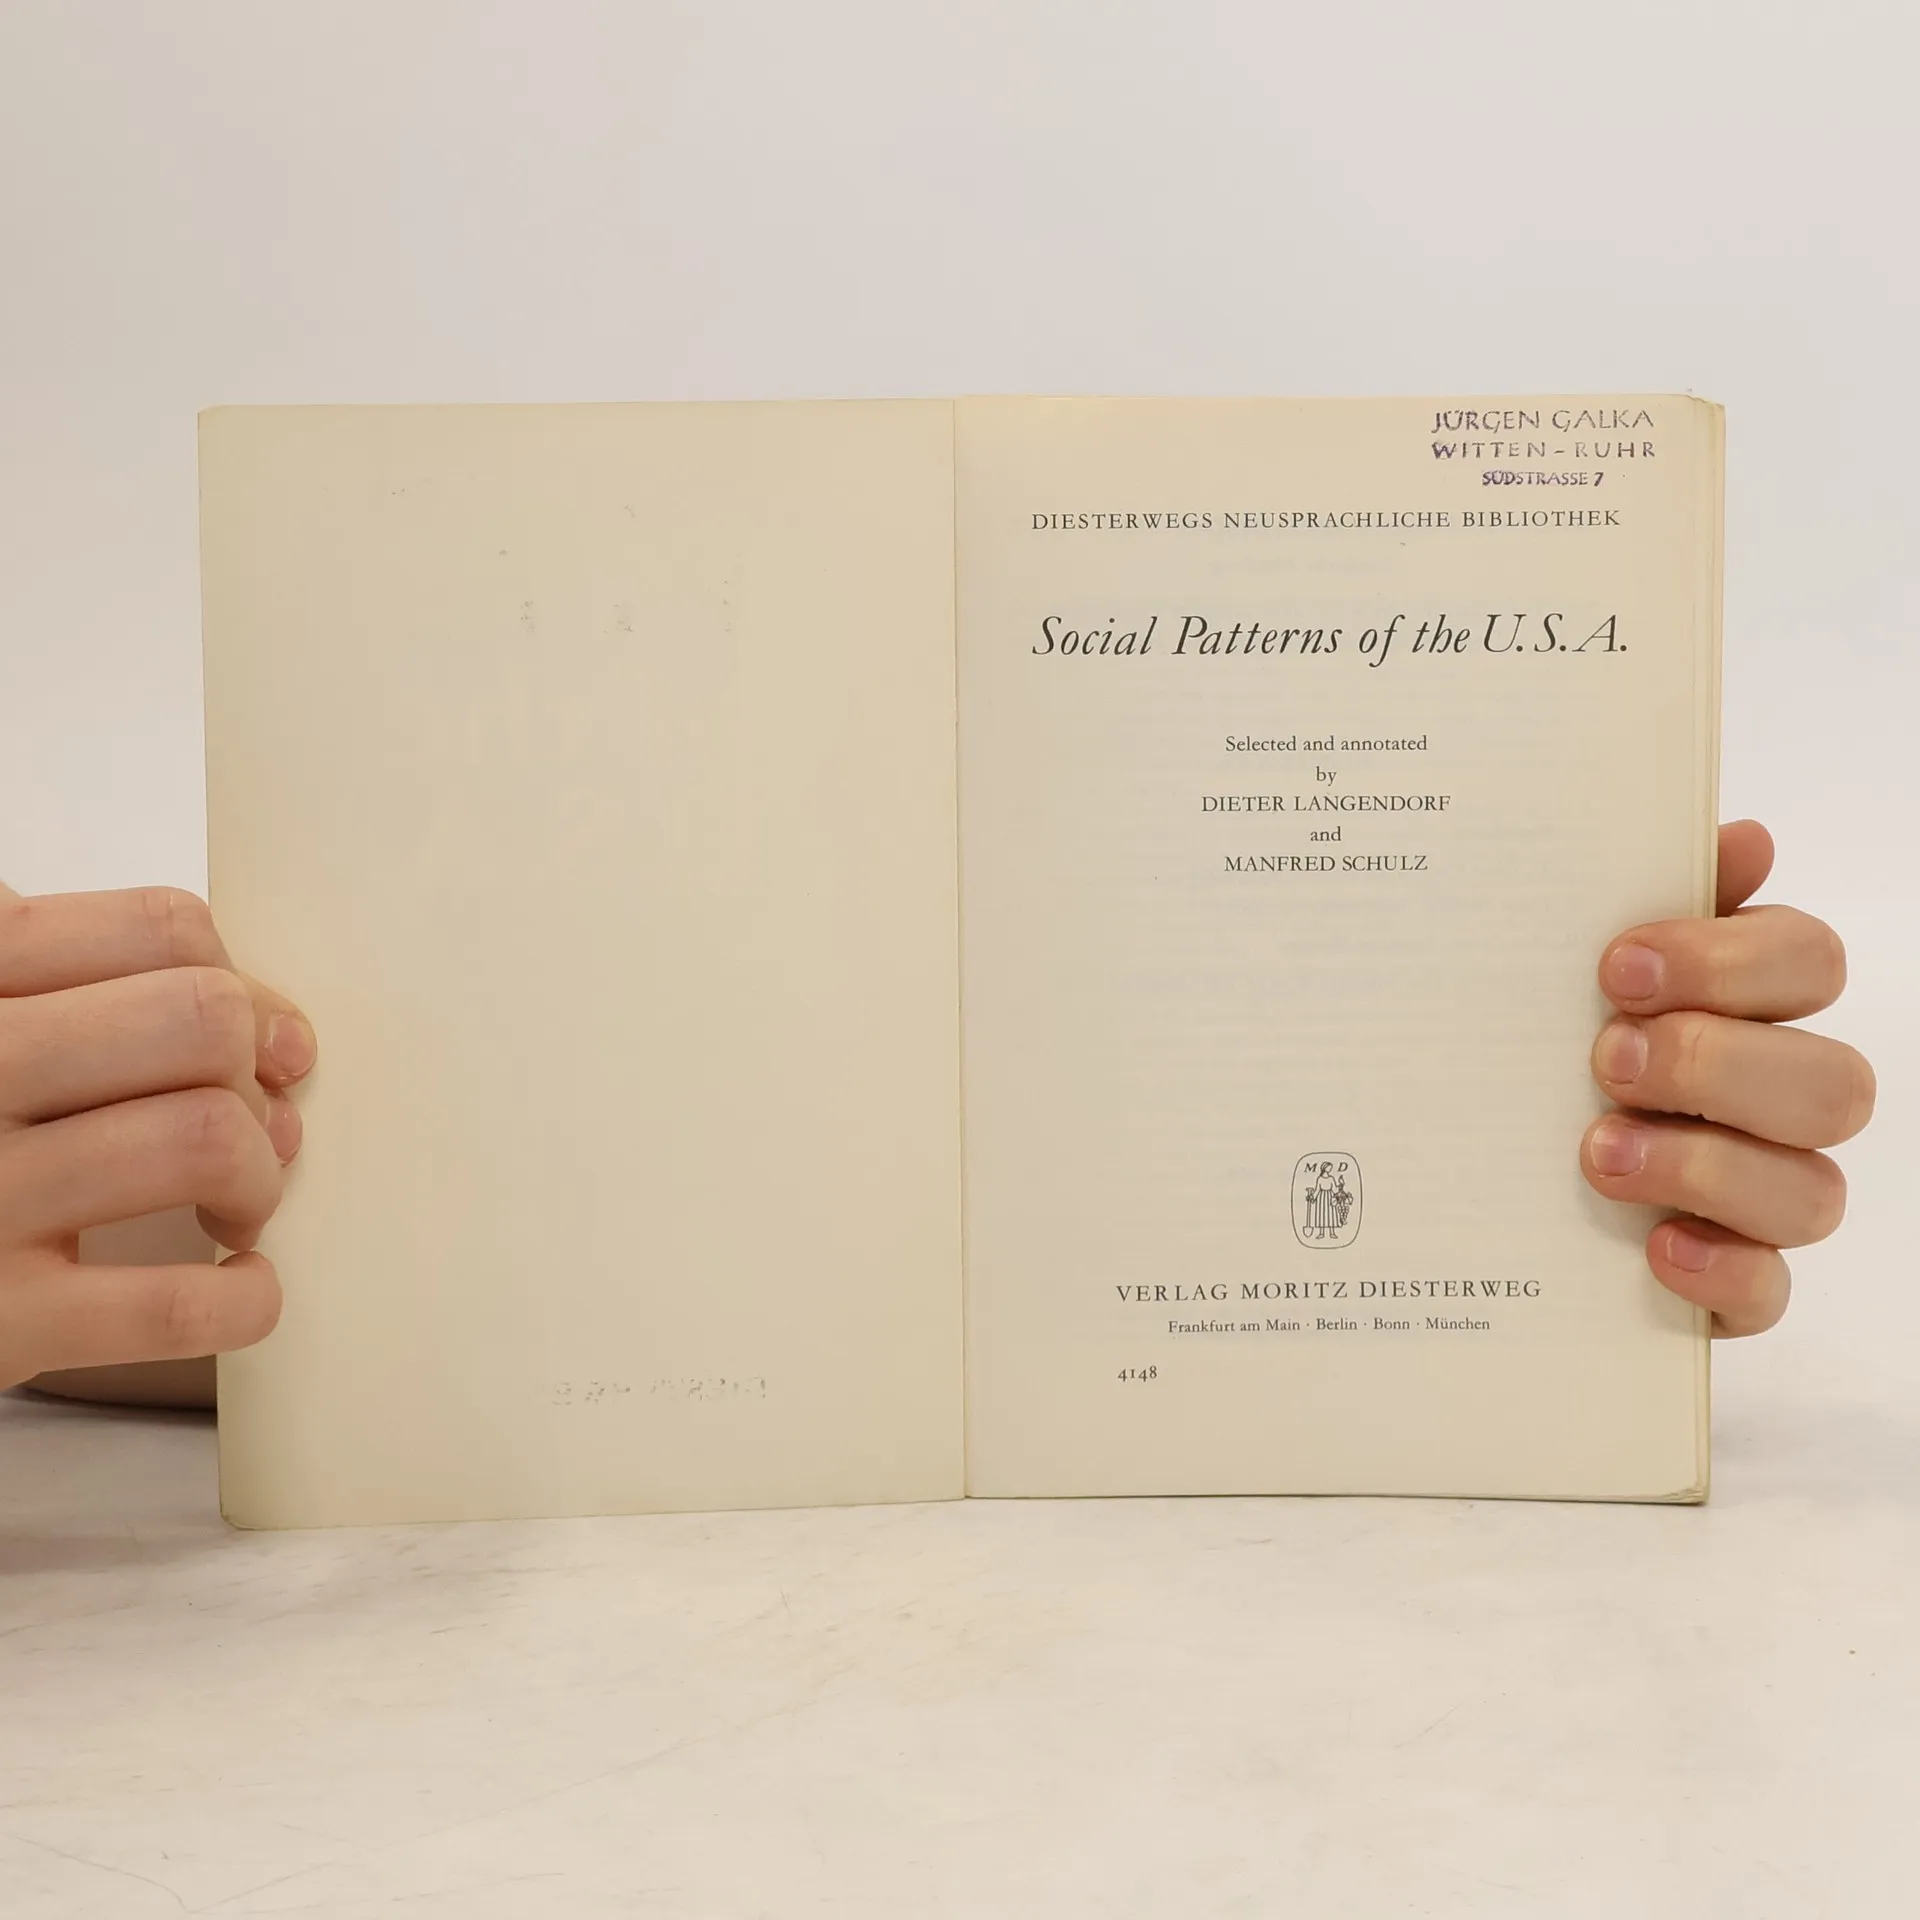 JÜRGEN GALKA
WITTEN-RUHR
SÜDSTRASSE 7
DIESTERWEGS NEUSPRACHLICHE BIBLIOTHEK
Social Patterns of the U.S.A.
Selected and annotated
by
DIETER LANGENDORF
and
MANFRED SCHULZ
M D
VERLAG MORITZ DIESTERWEG
Frankfurt am Main · Berlin · Bonn · München
4148